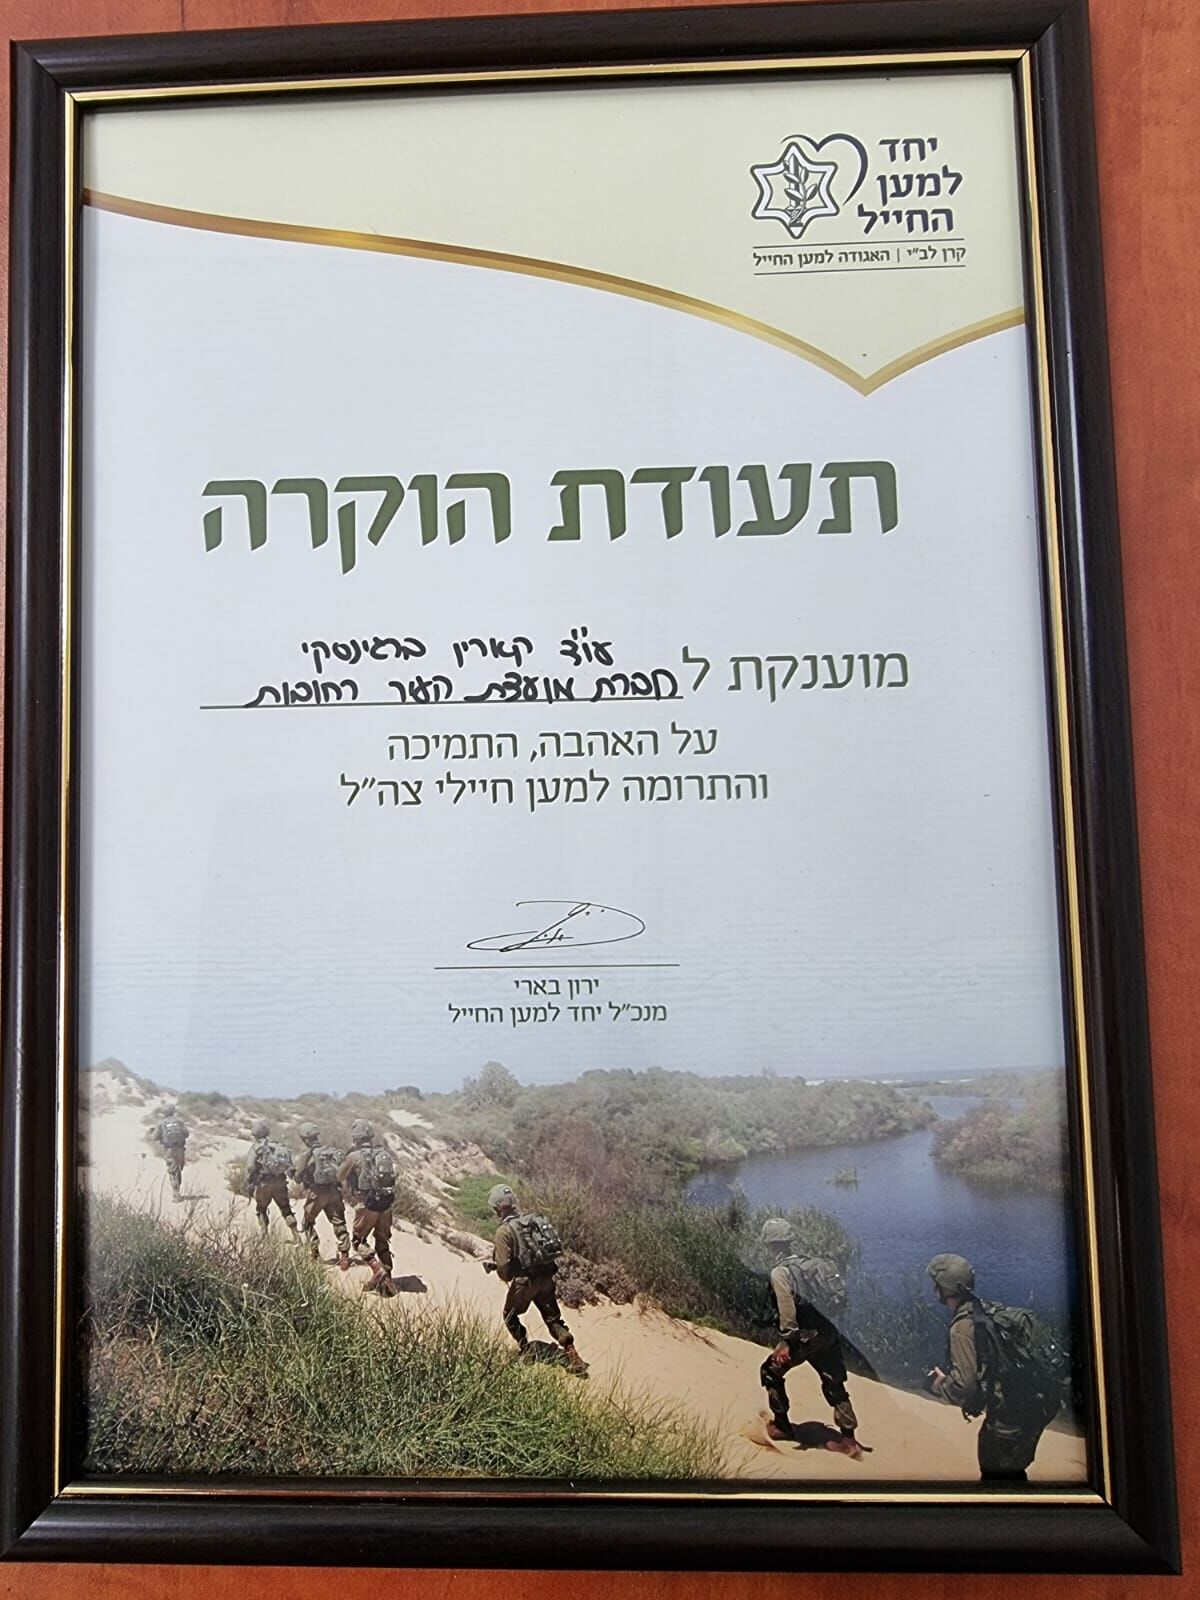 יחד
למען
החייל
קרן לב"י | האגודה למען החייל
תעודת הוקרה
עו"ד קארין ברגינסקי
מוענקת ל חברת מועצת העיר רחובות
על האהבה, התמיכה
והתרומה למען חיילי צה"ל
ירון בארי
מנכ"ל יחד למען החייל